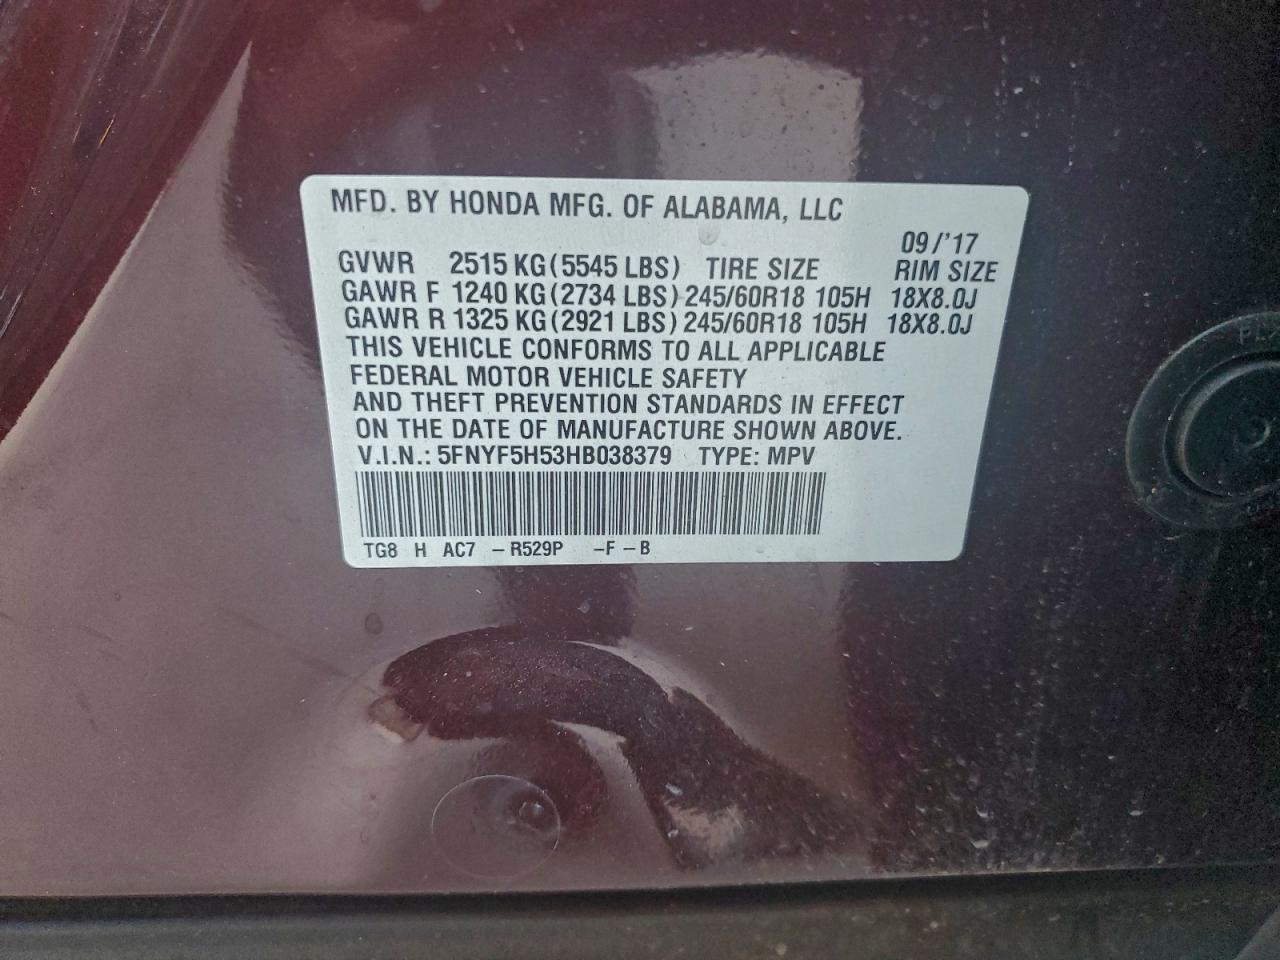 MFD. BY HONDA MFG. OF ALABAMA, LLC
09/'17
GVWR 2515 KG (5545 LBS) TIRE SIZE RIM SIZE
GAWR F 1240 KG (2734 LBS) 245/60R18 105H 18X8.0J
GAWR R 1325 KG (2921 LBS) 245/60R18 105H 18X8.0J
THIS VEHICLE CONFORMS TO ALL APPLICABLE
FEDERAL MOTOR VEHICLE SAFETY
AND THEFT PREVENTION STANDARDS IN EFFECT
ON THE DATE OF MANUFACTURE SHOWN ABOVE.
V.I.N.: 5FNYF5H53HB038379 TYPE: MPV
TG8 H AC7 -R529P -F-B